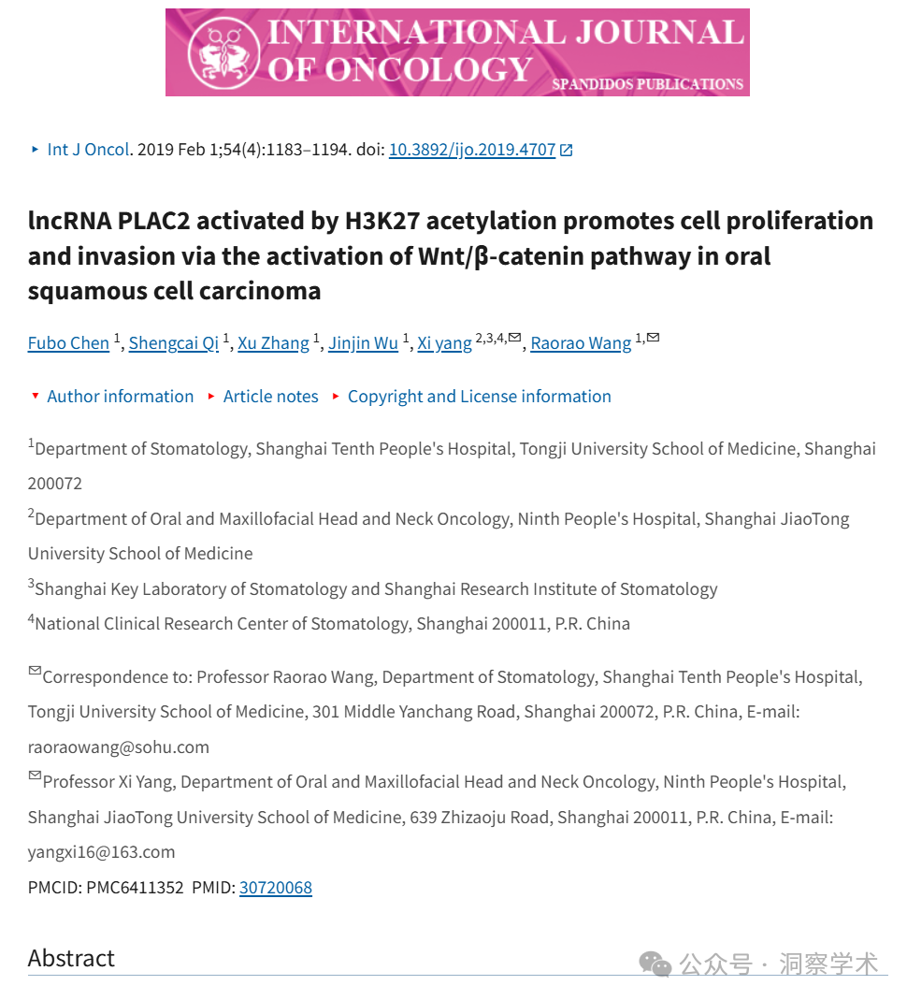 INTERNATIONAL JOURNAL
OF ONCOLOGY
SPANDIDOS PUBLICATIONS
Int J Oncol. 2019 Feb 1;54(4):1183–1194. doi: 10.3892/ijo.2019.4707
lncRNA PLAC2 activated by H3K27 acetylation promotes cell proliferation
and invasion via the activation of Wnt/β-catenin pathway in oral
squamous cell carcinoma
Fubo Chen 1, Shengcai Qi 1, Xu Zhang 1, Jinjin Wu 1, Xi yang 2,3,4,✉, Raorao Wang 1,✉
Author information Article notes Copyright and License information
1Department of Stomatology, Shanghai Tenth People's Hospital, Tongji University School of Medicine, Shanghai
200072
2Department of Oral and Maxillofacial Head and Neck Oncology, Ninth People's Hospital, Shanghai JiaoTong
University School of Medicine
3Shanghai Key Laboratory of Stomatology and Shanghai Research Institute of Stomatology
4National Clinical Research Center of Stomatology, Shanghai 200011, P.R. China
✉Correspondence to: Professor Raorao Wang, Department of Stomatology, Shanghai Tenth People's Hospital,
Tongji University School of Medicine, 301 Middle Yanchang Road, Shanghai 200072, P.R. China, E-mail:
raoraowang@sohu.com
✉Professor Xi Yang, Department of Oral and Maxillofacial Head and Neck Oncology, Ninth People's Hospital,
Shanghai JiaoTong University School of Medicine, 639 Zhizaoju Road, Shanghai 200011, P.R. China, E-mail:
yangxi16@163.com
PMCID: PMC6411352 PMID: 30720068
Abstract
公众号 · 洞察学术